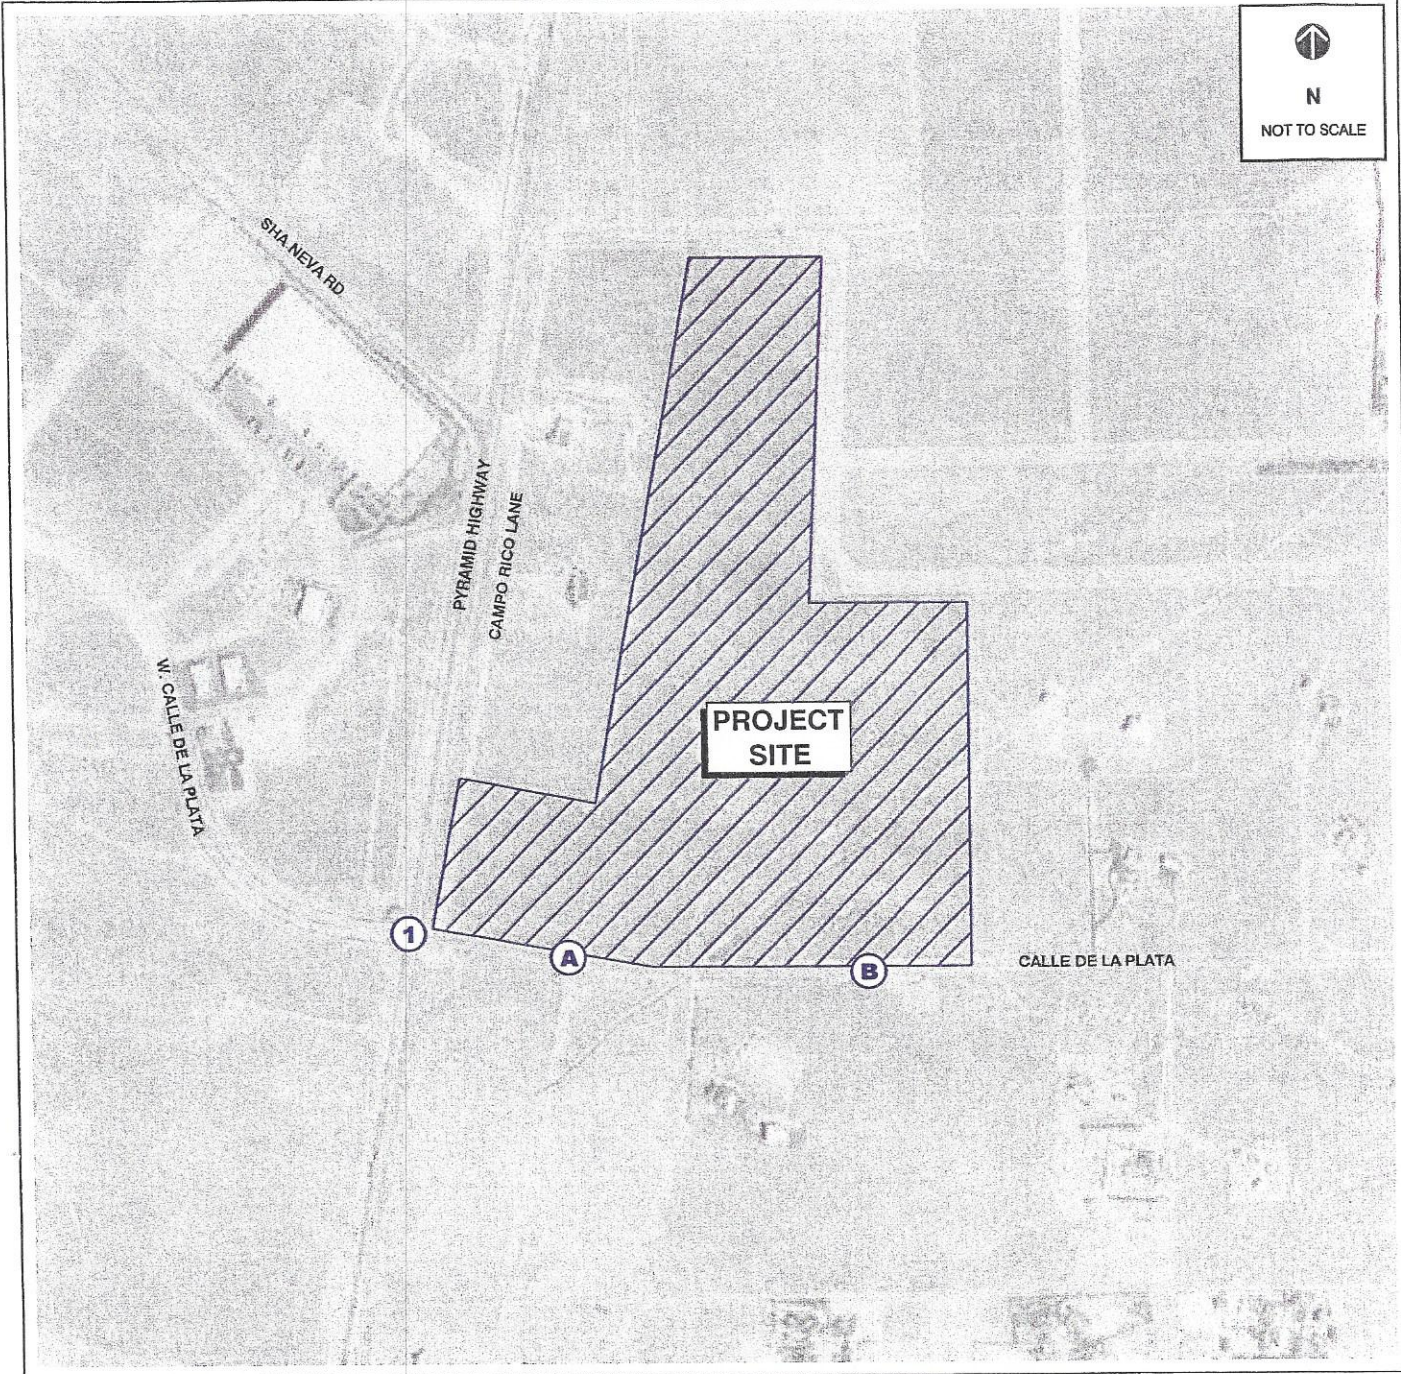 N
NOT TO SCALE
SHA NEVA RD
PYRAMID HIGHWAY
CAMPO RICO LANE
W. CALLE DE LA PLATA
PROJECT
SITE
1
A
B
CALLE DE LA PLATA